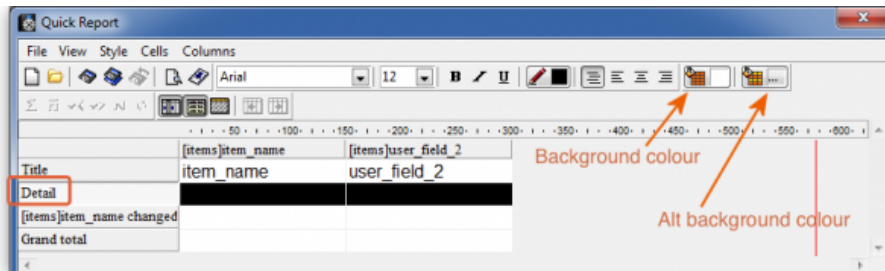 Quick Report
File View Style Cells Columns
Arial 12 B I U
50 100 150 200 250 300 350 400 450 500 550 600
[items]item_name [items]user_field_2
Background colour
Title item_name user_field_2
Detail
Alt background colour
[items]item_name changed
Grand total